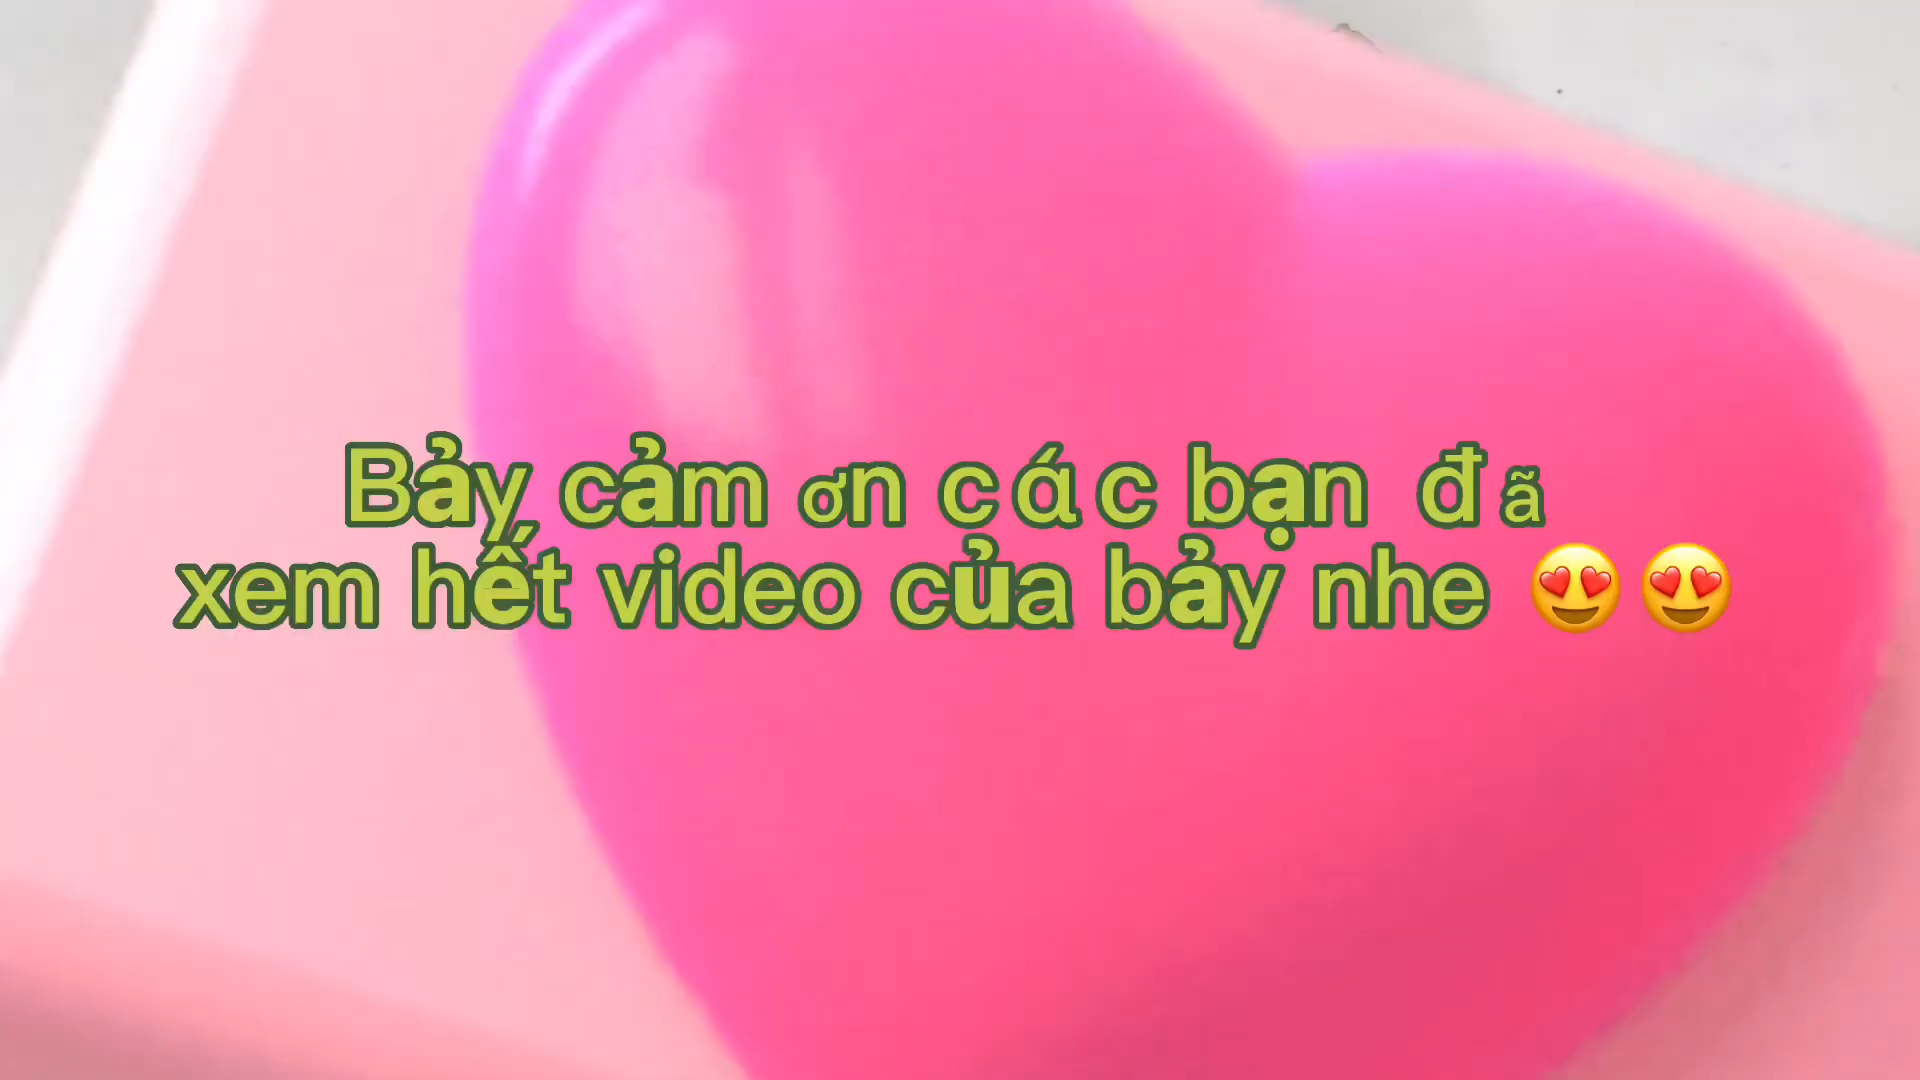 Bảy cảm ơn các bạn đã
xem hết video của bảy nhe 😍😍